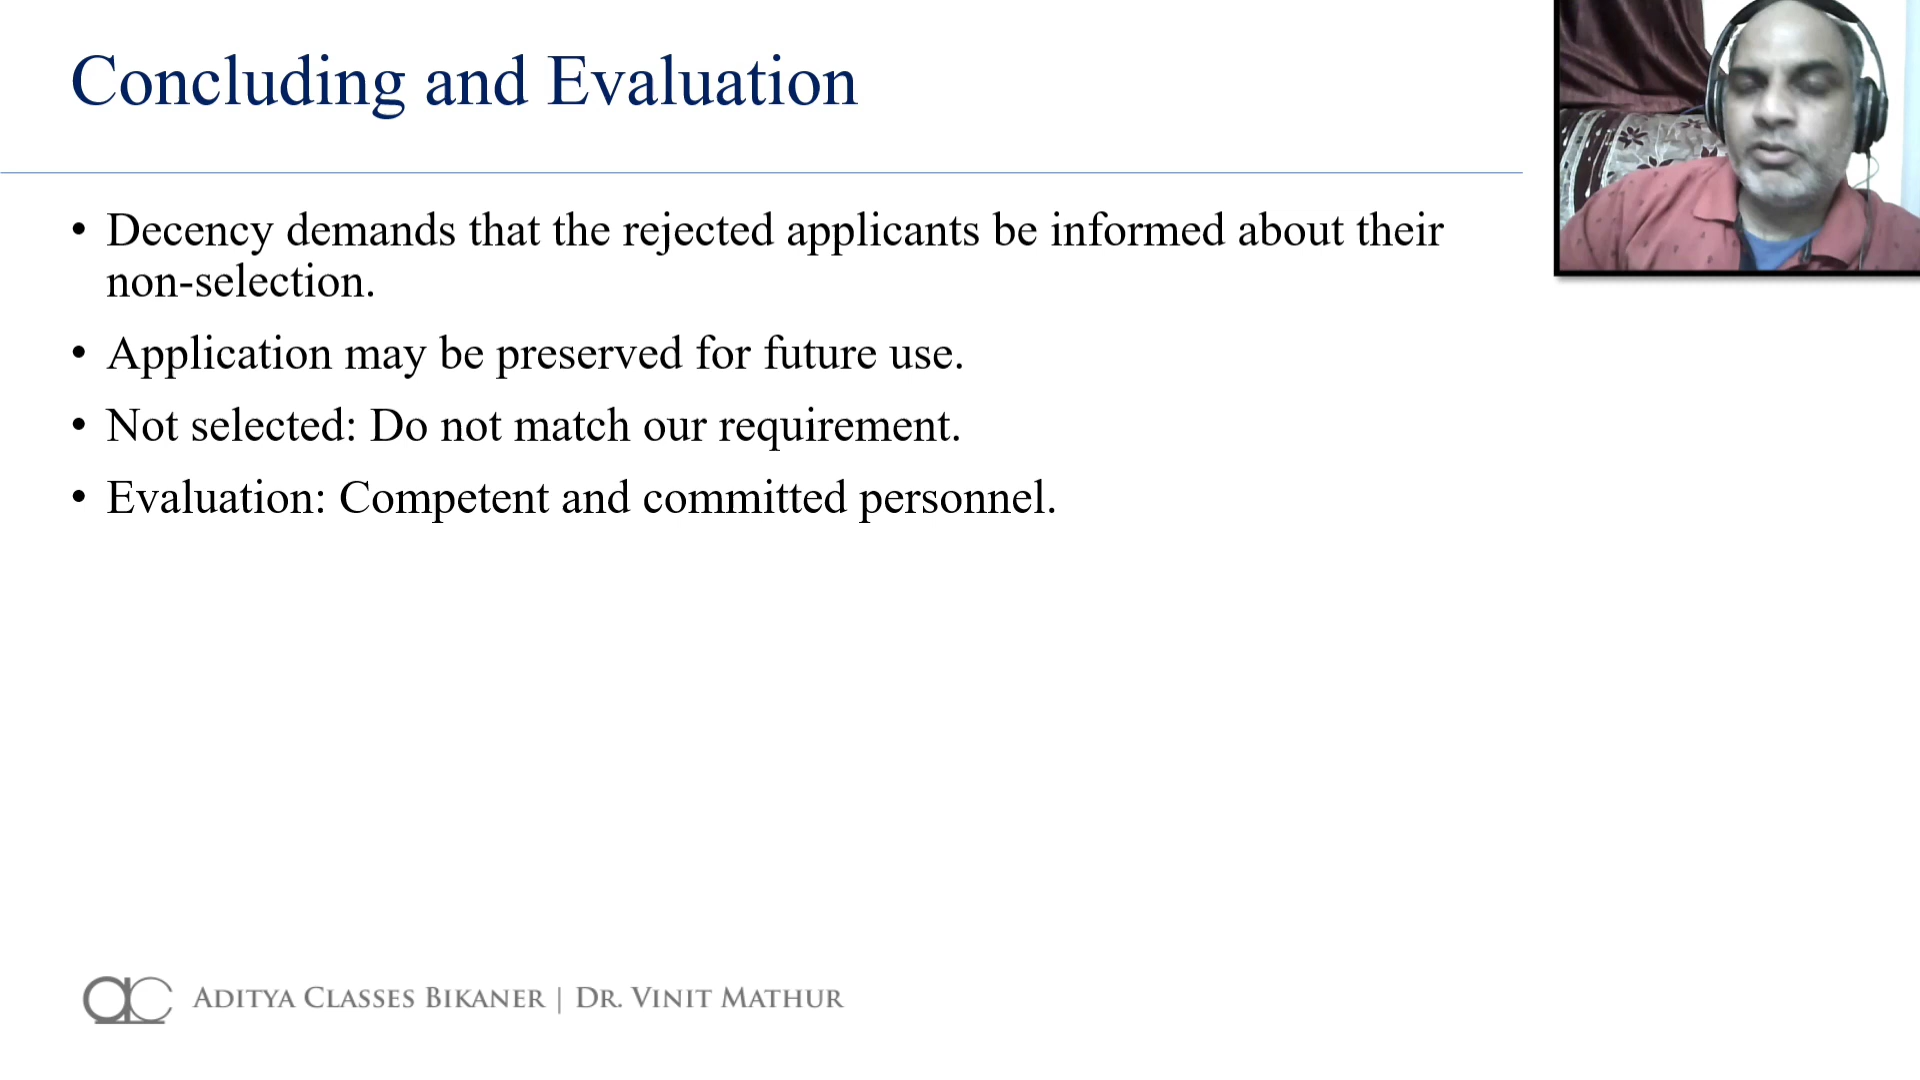 Concluding and Evaluation
• Decency demands that the rejected applicants be informed about their
non-selection.
• Application may be preserved for future use.
• Not selected: Do not match our requirement.
• Evaluation: Competent and committed personnel.
ac ADITYA CLASSES BIKANER | DR. VINIT MATHUR